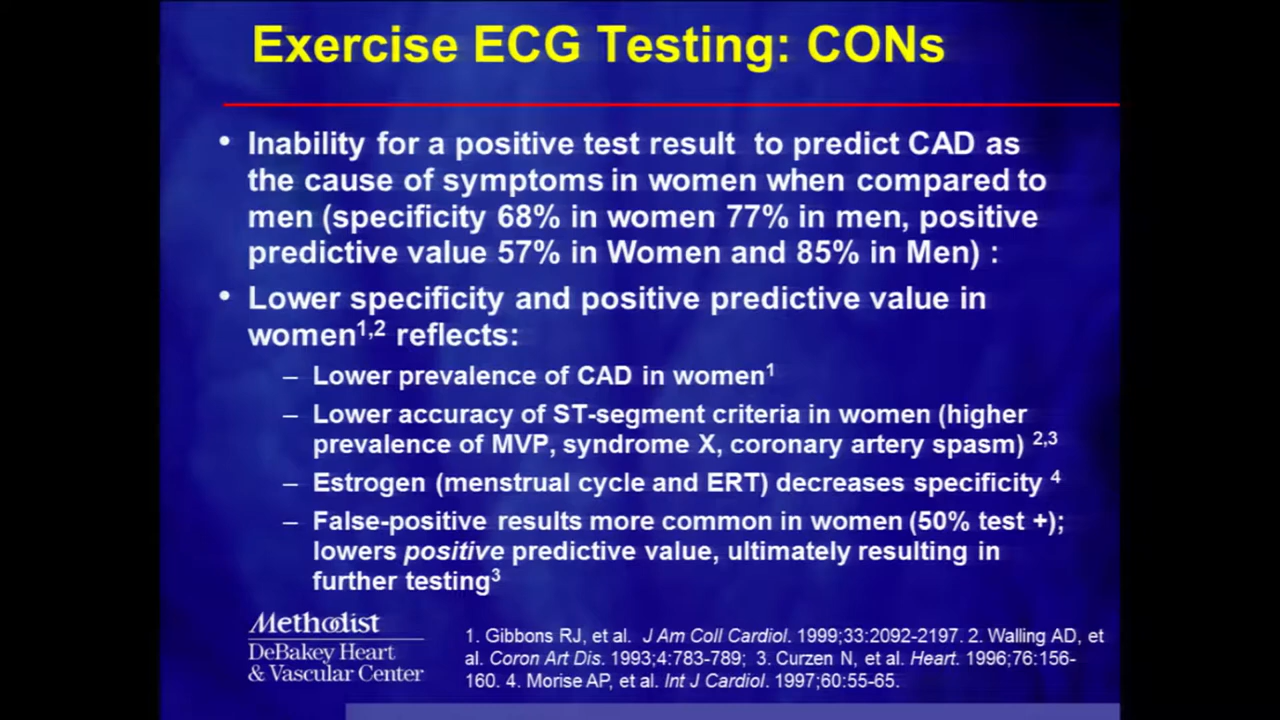 Exercise ECG Testing: CONs
• Inability for a positive test result to predict CAD as
the cause of symptoms in women when compared to
men (specificity 68% in women 77% in men, positive
predictive value 57% in Women and 85% in Men) :
• Lower specificity and positive predictive value in
women1,2 reflects:
– Lower prevalence of CAD in women1
– Lower accuracy of ST-segment criteria in women (higher
prevalence of MVP, syndrome X, coronary artery spasm) 2,3
– Estrogen (menstrual cycle and ERT) decreases specificity 4
– False-positive results more common in women (50% test +);
lowers positive predictive value, ultimately resulting in
further testing3
Methodist
DeBakey Heart
& Vascular Center
1. Gibbons RJ, et al. J Am Coll Cardiol. 1999;33:2092-2197. 2. Walling AD, et
al. Coron Art Dis. 1993;4:783-789; 3. Curzen N, et al. Heart. 1996;76:156-
160. 4. Morise AP, et al. Int J Cardiol. 1997;60:55-65.